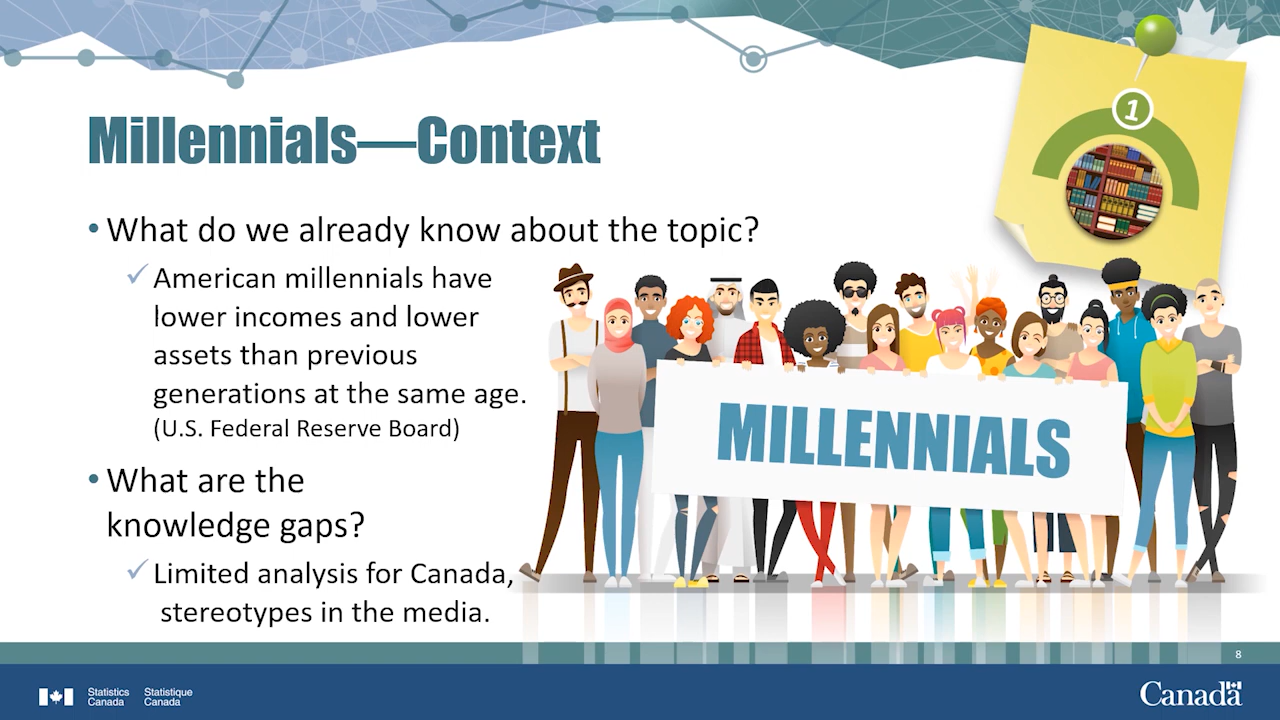 Millennials—Context
1
• What do we already know about the topic?
✓ American millennials have
lower incomes and lower
assets than previous
generations at the same age.
(U.S. Federal Reserve Board)
• What are the
knowledge gaps?
✓ Limited analysis for Canada,
stereotypes in the media.
MILLENNIALS
8
Statistics Statistique
Canada Canada
Canada